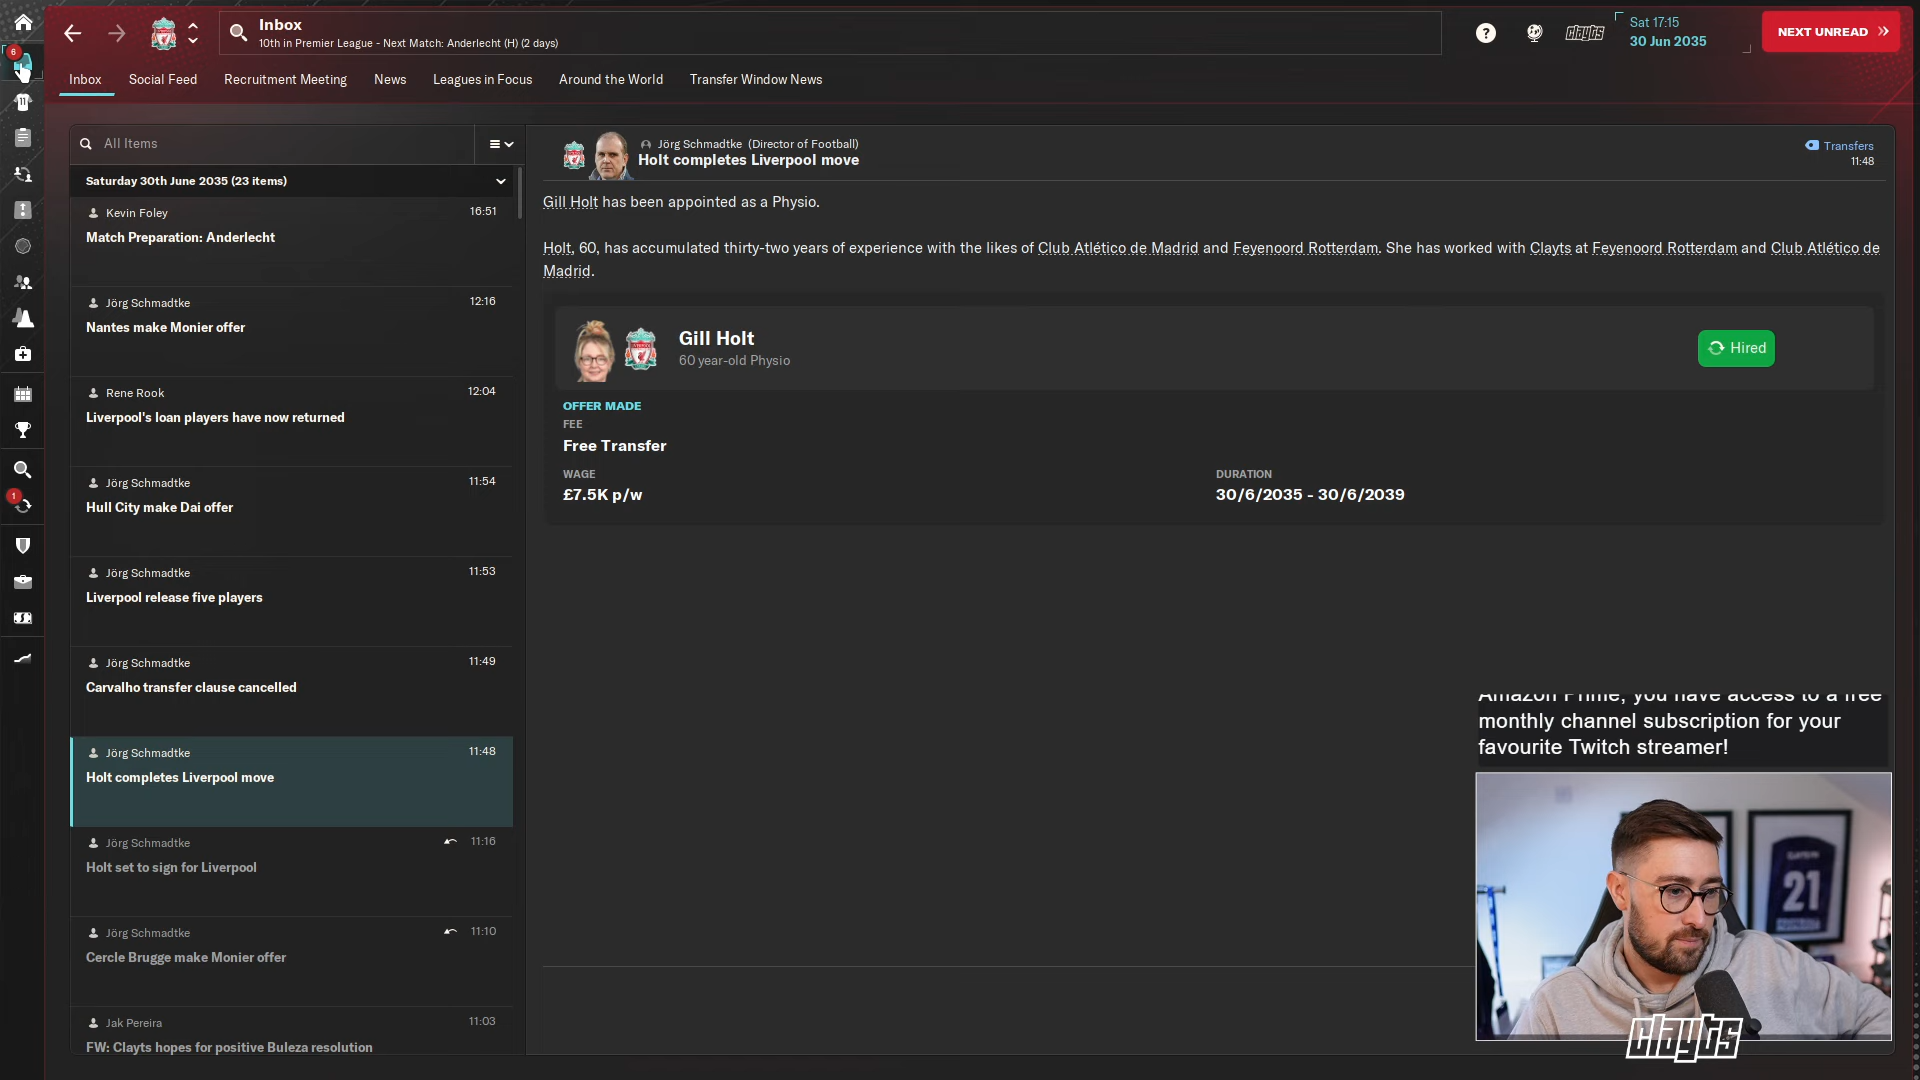 Inbox
10th in Premier League - Next Match: Anderlecht (H) (2 days)
clayts
Sat 17:15
30 Jun 2035
NEXT UNREAD
6
1
Inbox
Social Feed
Recruitment Meeting
News
Leagues in Focus
Around the World
Transfer Window News
All Items
Saturday 30th June 2035 (23 items)
Kevin Foley
16:51
Match Preparation: Anderlecht
Jörg Schmadtke
12:16
Nantes make Monier offer
Rene Rook
12:04
Liverpool's loan players have now returned
Jörg Schmadtke
11:54
Hull City make Dai offer
Jörg Schmadtke
11:53
Liverpool release five players
Jörg Schmadtke
11:49
Carvalho transfer clause cancelled
Jörg Schmadtke
11:48
Holt completes Liverpool move
Jörg Schmadtke
11:16
Holt set to sign for Liverpool
Jörg Schmadtke
11:10
Cercle Brugge make Monier offer
Jak Pereira
11:03
FW: Clayts hopes for positive Buleza resolution
Jörg Schmadtke (Director of Football)
Holt completes Liverpool move
Transfers
11:48
Gill Holt has been appointed as a Physio.
Holt, 60, has accumulated thirty-two years of experience with the likes of Club Atlético de Madrid and Feyenoord Rotterdam. She has worked with Clayts at Feyenoord Rotterdam and Club Atlético de
Madrid.
Gill Holt
60 year-old Physio
Hired
OFFER MADE
FEE
Free Transfer
WAGE
£7.5K p/w
DURATION
30/6/2035 - 30/6/2039
Amazon Prime, you have access to a free
monthly channel subscription for your
favourite Twitch streamer!
21
clayts